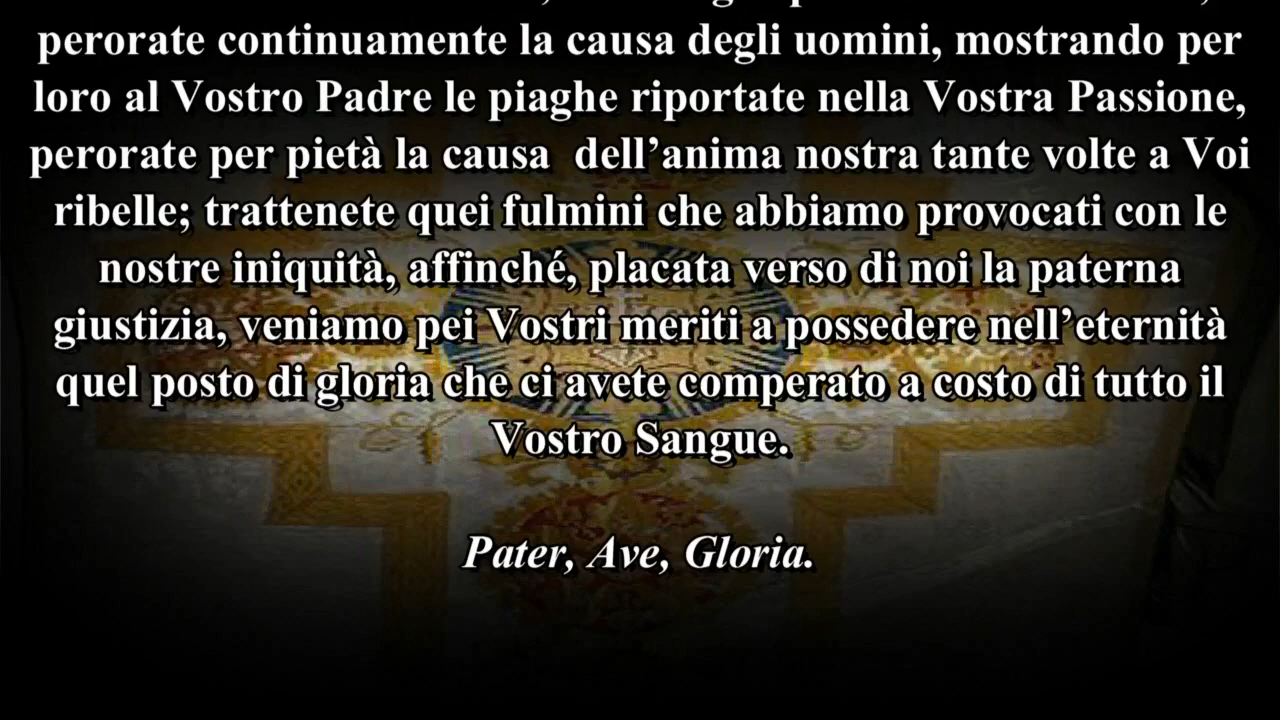 perorate continuamente la causa degli uomini, mostrando per
loro al Vostro Padre le piaghe riportate nella Vostra Passione,
perorate per pietà la causa  dell’anima nostra tante volte a Voi
ribelle; trattenete quei fulmini che abbiamo provocati con le
nostre iniquità, affinché, placata verso di noi la paterna
giustizia, veniamo pei Vostri meriti a possedere nell’eternità
quel posto di gloria che ci avete comperato a costo di tutto il
Vostro Sangue.
Pater, Ave, Gloria.